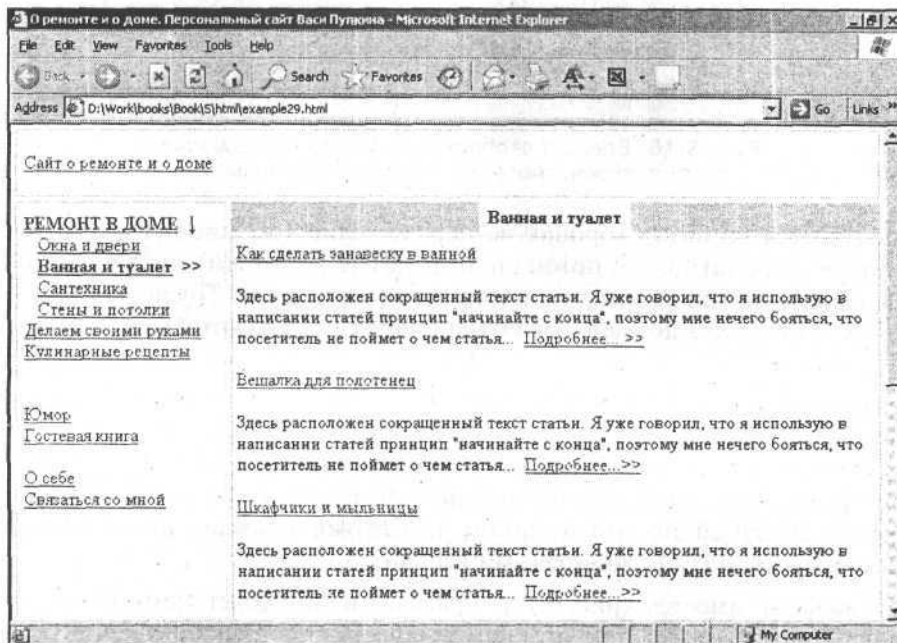 О ремонте и о доме. Персональный сайт Васи Пупкина - Microsoft Internet Explorer
File Edit View Favorites Tools Help
Back Search Favorites
Address D:\Work\books\Book\5\html\example29.html Go Links »
Сайт о ремонте и о доме
РЕМОНТ В ДОМЕ ↓
Окна и двери
Ванная и туалет >>
Сантехника
Стены и потолки
Делаем своими руками
Кулинарные рецепты
Юмор
Гостевая книга
О себе
Связаться со мной
Ванная и туалет
Как сделать занавеску в ванной
Здесь расположен сокращенный текст статьи. Я уже говорил, что я использую в
написании статей принцип "начинайте с конца", поэтому мне нечего бояться, что
посетитель не поймет о чем статья... Подробнее...>>
Вешалка для полотенец
Здесь расположен сокращенный текст статьи. Я уже говорил, что я использую в
написании статей принцип "начинайте с конца", поэтому мне нечего бояться, что
посетитель не поймет о чем статья... Подробнее...>>
Шкафчики и мыльницы
Здесь расположен сокращенный текст статьи. Я уже говорил, что я использую в
написании статей принцип "начинайте с конца", поэтому мне нечего бояться, что
посетитель не поймет о чем статья... Подробнее...>>
My Computer